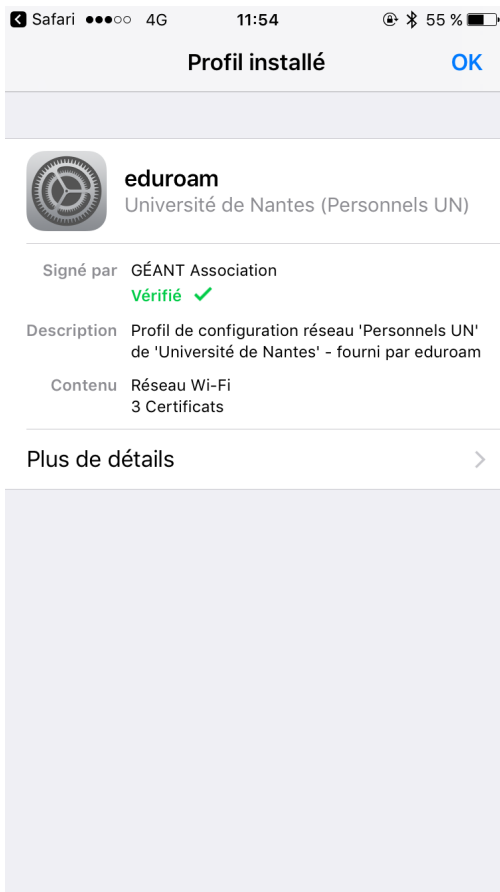 Safari 4G 11:54 55 %
Profil installé OK
eduroam
Université de Nantes (Personnels UN)
Signé par GÉANT Association
Vérifié
Description Profil de configuration réseau 'Personnels UN'
de 'Université de Nantes' - fourni par eduroam
Contenu Réseau Wi-Fi
3 Certificats
Plus de détails